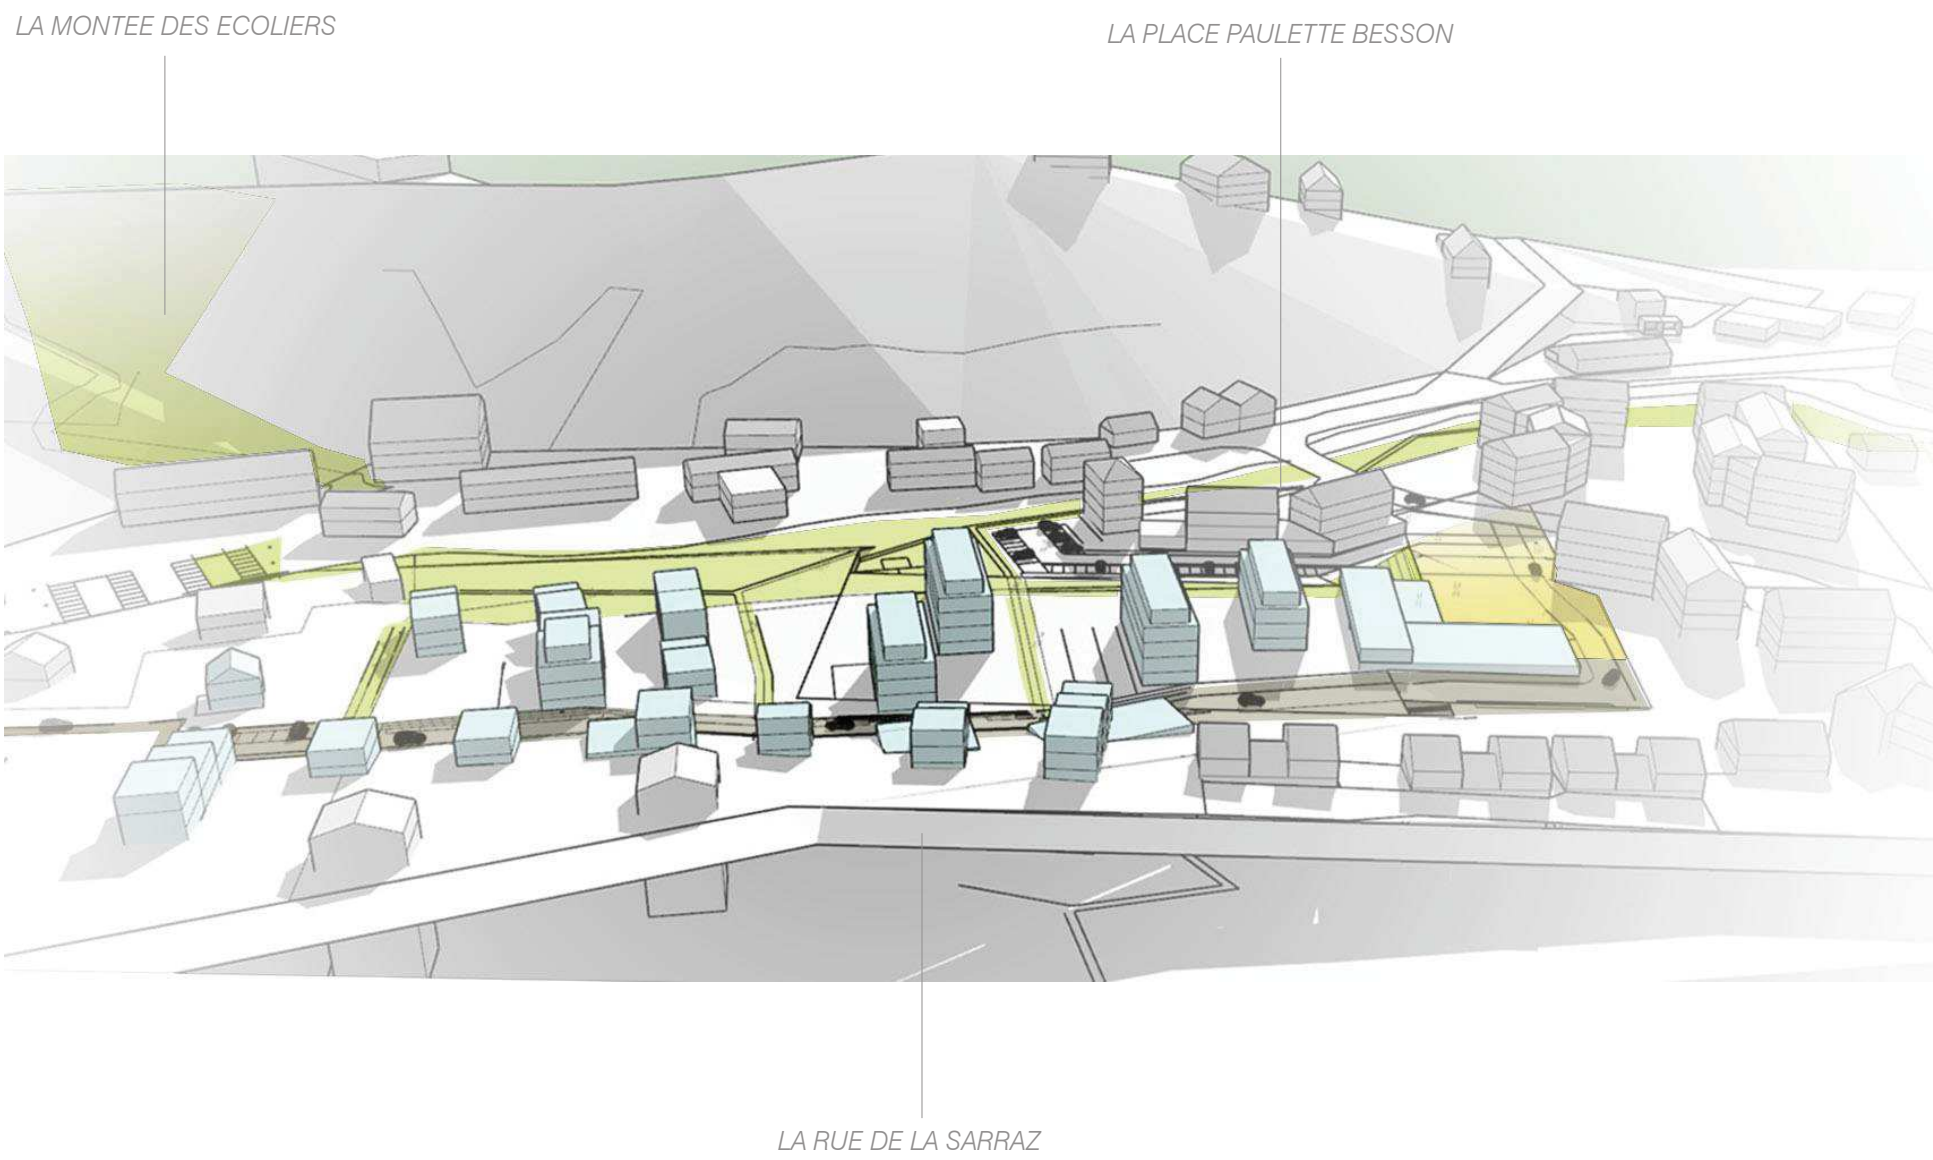 LA MONTEE DES ECOLIERS
LA PLACE PAULETTE BESSON
LA RUE DE LA SARRAZ